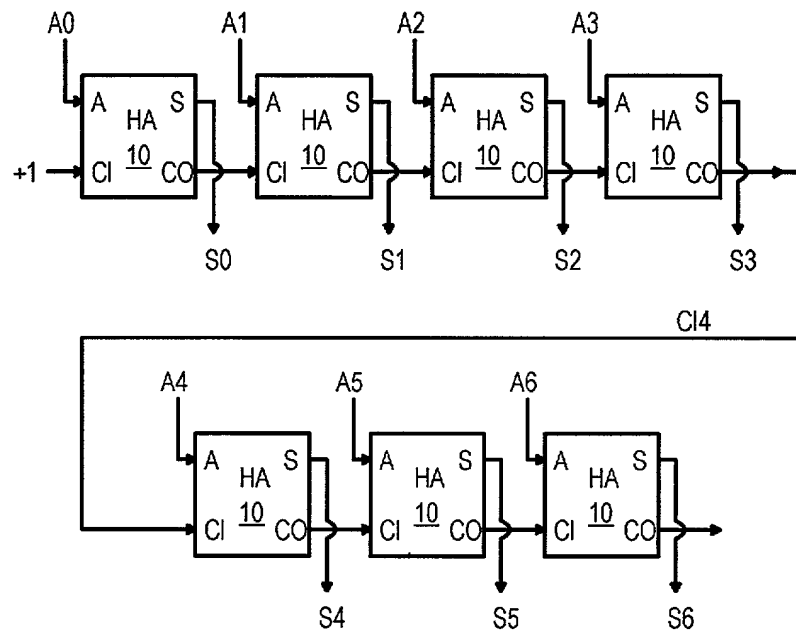 A0 A1 A2 A3
A S A S A S A S
HA HA HA HA
+1 CI 10 CO CI 10 CO CI 10 CO CI 10 CO
S0 S1 S2 S3
CI4
A4 A5 A6
A S A S A S
HA HA HA
CI 10 CO CI 10 CO CI 10 CO
S4 S5 S6